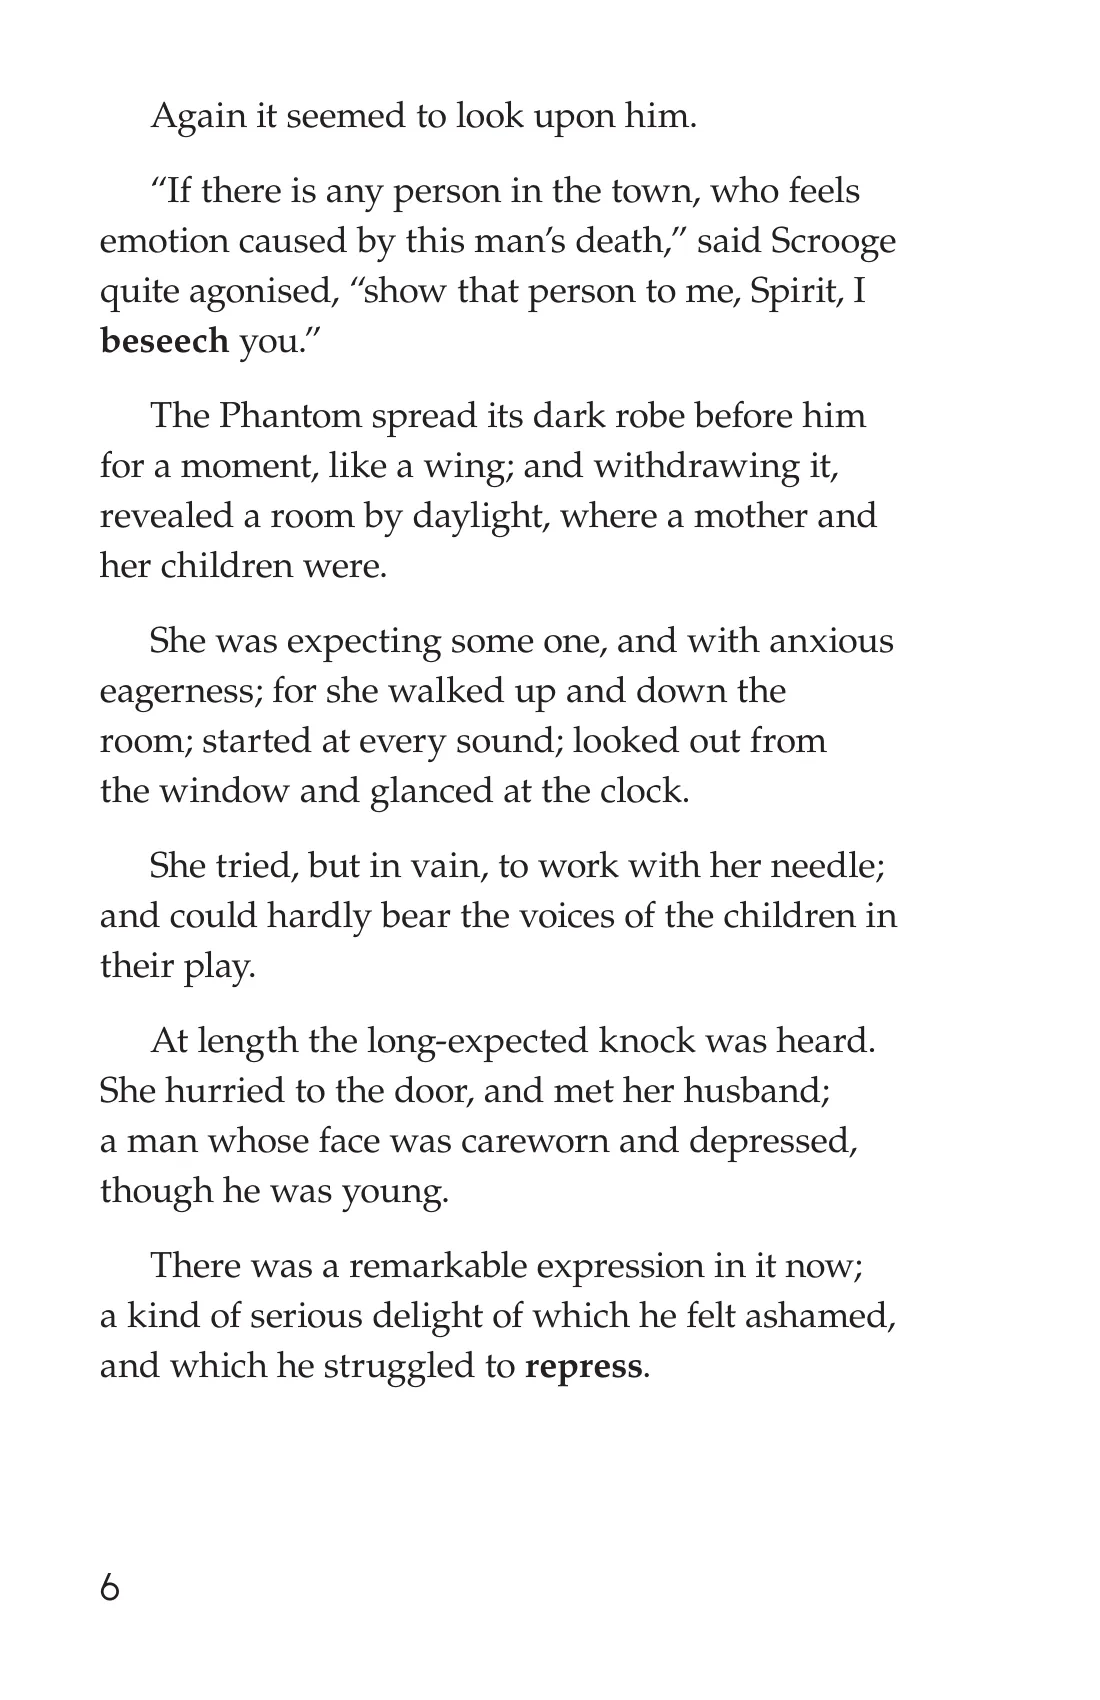 Again it seemed to look upon him.
“If there is any person in the town, who feels
emotion caused by this man’s death,” said Scrooge
quite agonised, “show that person to me, Spirit, I
beseech you.”
The Phantom spread its dark robe before him
for a moment, like a wing; and withdrawing it,
revealed a room by daylight, where a mother and
her children were.
She was expecting some one, and with anxious
eagerness; for she walked up and down the
room; started at every sound; looked out from
the window and glanced at the clock.
She tried, but in vain, to work with her needle;
and could hardly bear the voices of the children in
their play.
At length the long-expected knock was heard.
She hurried to the door, and met her husband;
a man whose face was careworn and depressed,
though he was young.
There was a remarkable expression in it now;
a kind of serious delight of which he felt ashamed,
and which he struggled to repress.
6